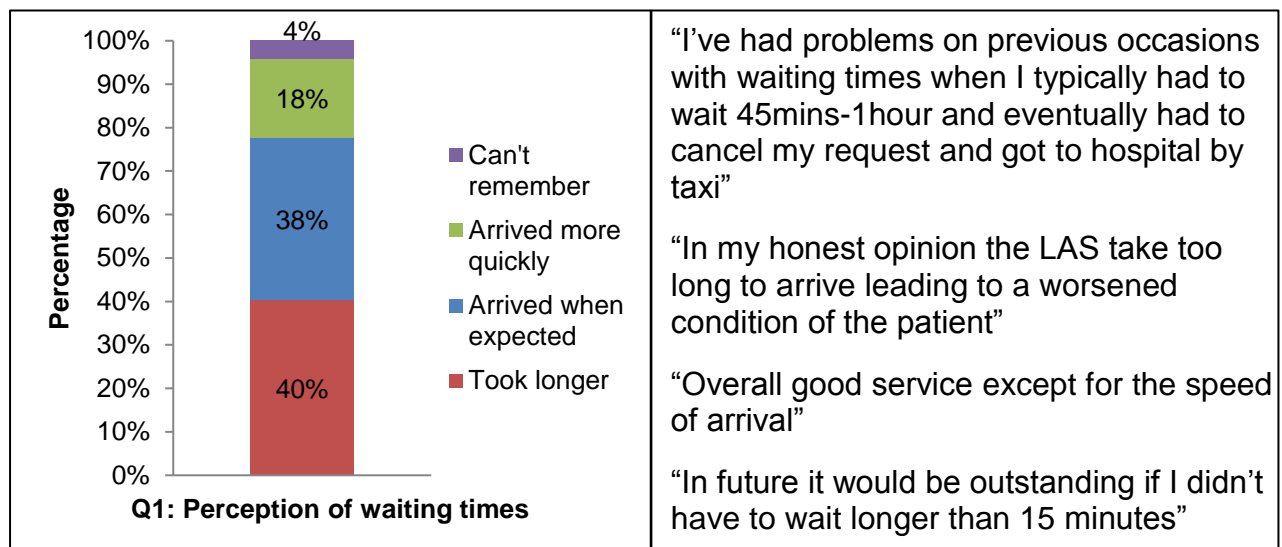 4%
100%
90%
80%
70%
60%
50%
40%
30%
20%
10%
0%
Percentage
18%
38%
40%
Can't
remember
Arrived more
quickly
Arrived when
expected
Took longer
Q1: Perception of waiting times
“I’ve had problems on previous occasions
with waiting times when I typically had to
wait 45mins-1hour and eventually had to
cancel my request and got to hospital by
taxi”
“In my honest opinion the LAS take too
long to arrive leading to a worsened
condition of the patient”
“Overall good service except for the speed
of arrival”
“In future it would be outstanding if I didn’t
have to wait longer than 15 minutes”